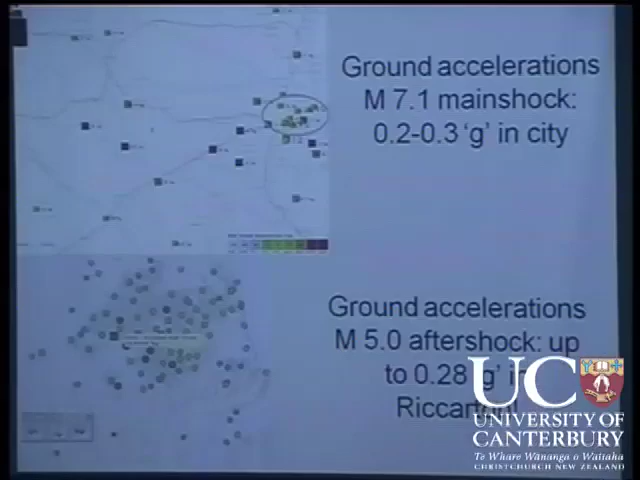 Ground accelerations
M 7.1 mainshock:
0.2-0.3 'g' in city
Ground accelerations
M 5.0 aftershock: up
to 0.28 'g' in
UC
UNIVERSITY OF
CANTERBURY
Te Whare Wānanga o Waitaha
CHRISTCHURCH NEW ZEALAND